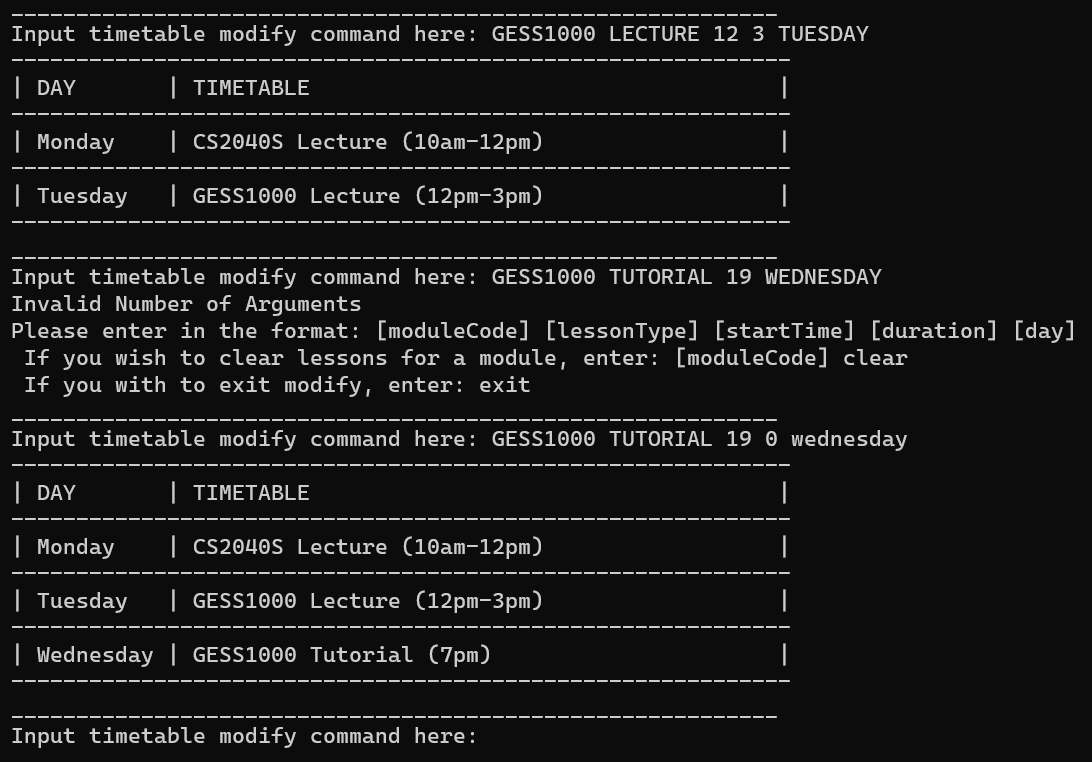 ____________________________________________________________
Input timetable modify command here: GESS1000 LECTURE 12 3 TUESDAY
------------------------------------------------------------
| DAY       | TIMETABLE                                    |
------------------------------------------------------------
| Monday    | CS2040S Lecture (10am-12pm)                  |
------------------------------------------------------------
| Tuesday   | GESS1000 Lecture (12pm-3pm)                  |
------------------------------------------------------------
____________________________________________________________
Input timetable modify command here: GESS1000 TUTORIAL 19 WEDNESDAY
Invalid Number of Arguments
Please enter in the format: [moduleCode] [lessonType] [startTime] [duration] [day]
 If you wish to clear lessons for a module, enter: [moduleCode] clear
 If you with to exit modify, enter: exit
____________________________________________________________
Input timetable modify command here: GESS1000 TUTORIAL 19 0 wednesday
------------------------------------------------------------
| DAY       | TIMETABLE                                    |
------------------------------------------------------------
| Monday    | CS2040S Lecture (10am-12pm)                  |
------------------------------------------------------------
| Tuesday   | GESS1000 Lecture (12pm-3pm)                  |
------------------------------------------------------------
| Wednesday | GESS1000 Tutorial (7pm)                      |
------------------------------------------------------------
____________________________________________________________
Input timetable modify command here: